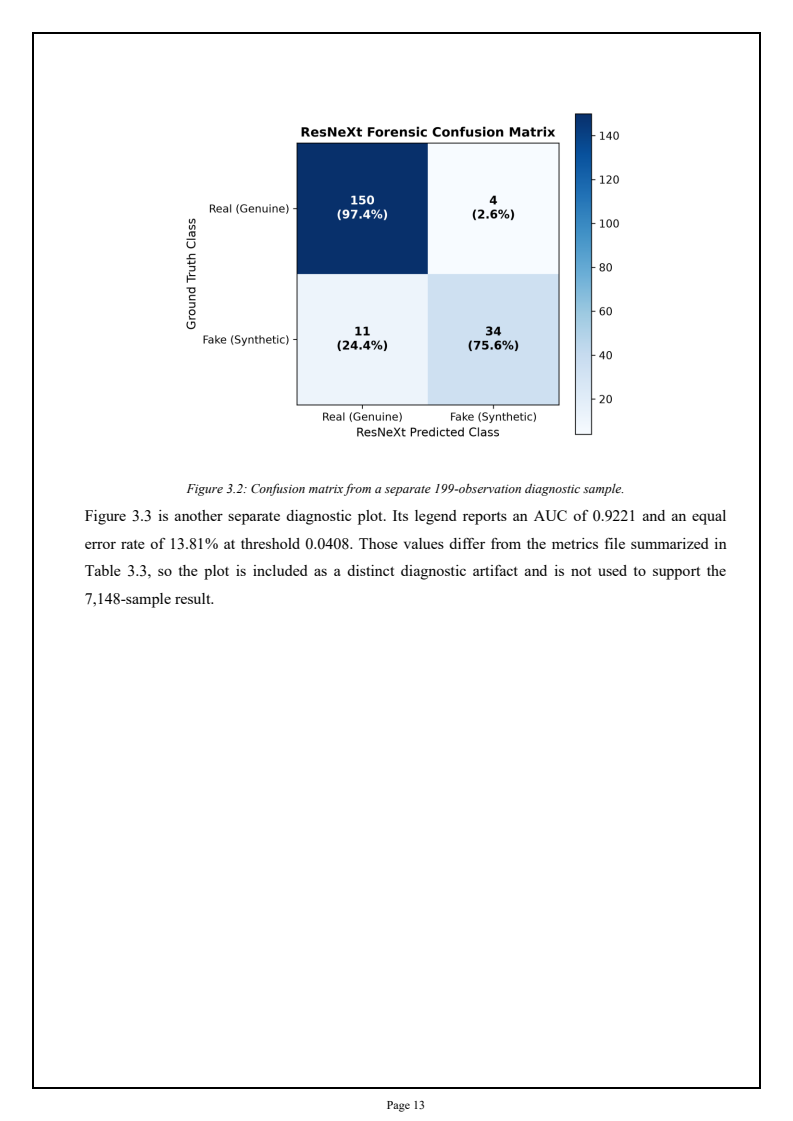 ResNeXt Forensic Confusion Matrix
140
120
100
80
60
40
20
Ground Truth Class
Real (Genuine)
150
(97.4%)
4
(2.6%)
Fake (Synthetic)
11
(24.4%)
34
(75.6%)
Real (Genuine)
Fake (Synthetic)
ResNeXt Predicted Class
Figure 3.2: Confusion matrix from a separate 199-observation diagnostic sample.
Figure 3.3 is another separate diagnostic plot. Its legend reports an AUC of 0.9221 and an equal
error rate of 13.81% at threshold 0.0408. Those values differ from the metrics file summarized in
Table 3.3, so the plot is included as a distinct diagnostic artifact and is not used to support the
7,148-sample result.
Page 13